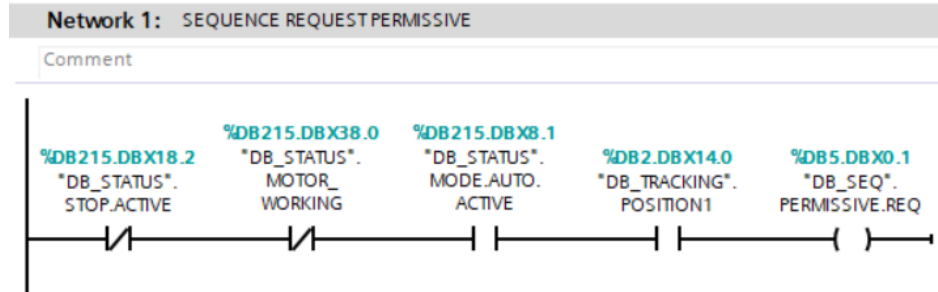 Network 1: SEQUENCE REQUEST PERMISSIVE
Comment
%DB215.DBX18.2
"DB_STATUS".
STOP.ACTIVE
%DB215.DBX38.0
"DB_STATUS".
MOTOR_
WORKING
%DB215.DBX8.1
"DB_STATUS".
MODE.AUTO.
ACTIVE
%DB2.DBX14.0
"DB_TRACKING".
POSITION1
%DB5.DBX0.1
"DB_SEQ".
PERMISSIVE.REQ